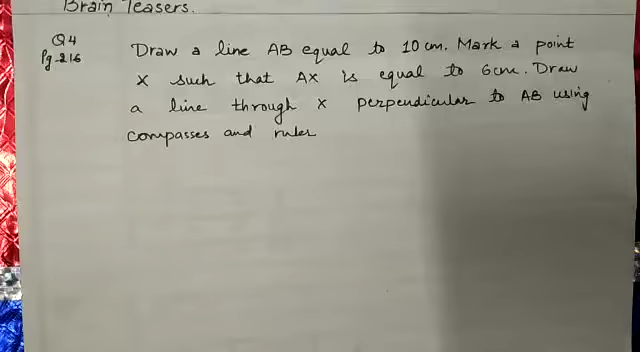 Brain Teasers.
Q4
Pg-216
Draw a line AB equal to 10 cm. Mark a point
X such that AX is equal to 6cm. Draw
a line through X perpendicular to AB using
compasses and ruler